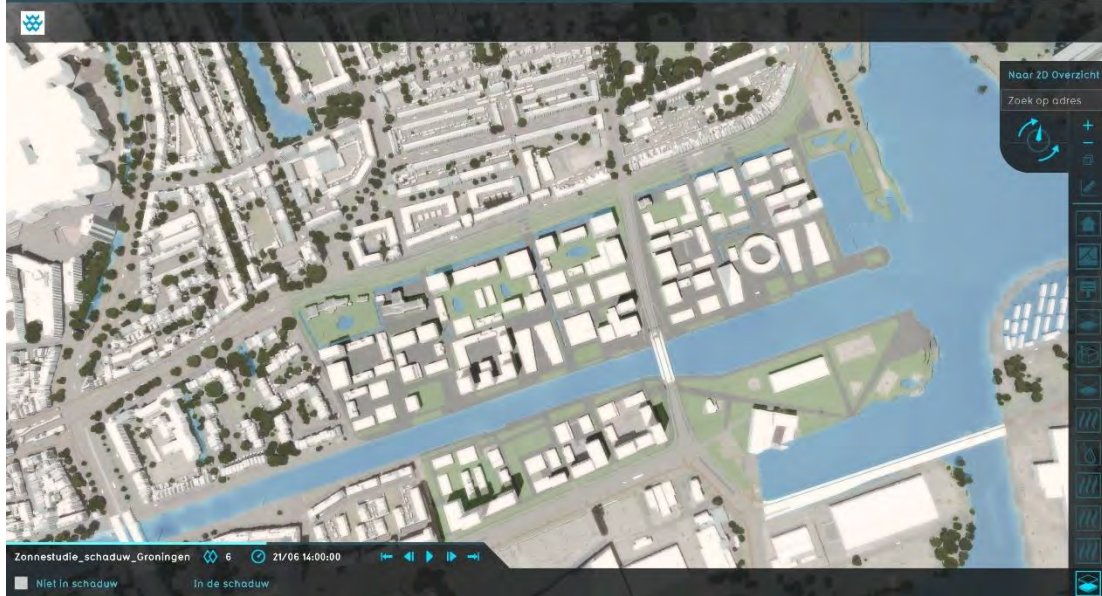 Naar 2D Overzicht
Zoek op adres
Zonnestudie_schaduw_Groningen 6 21/06 14:00:00
Niet in schaduw In de schaduw